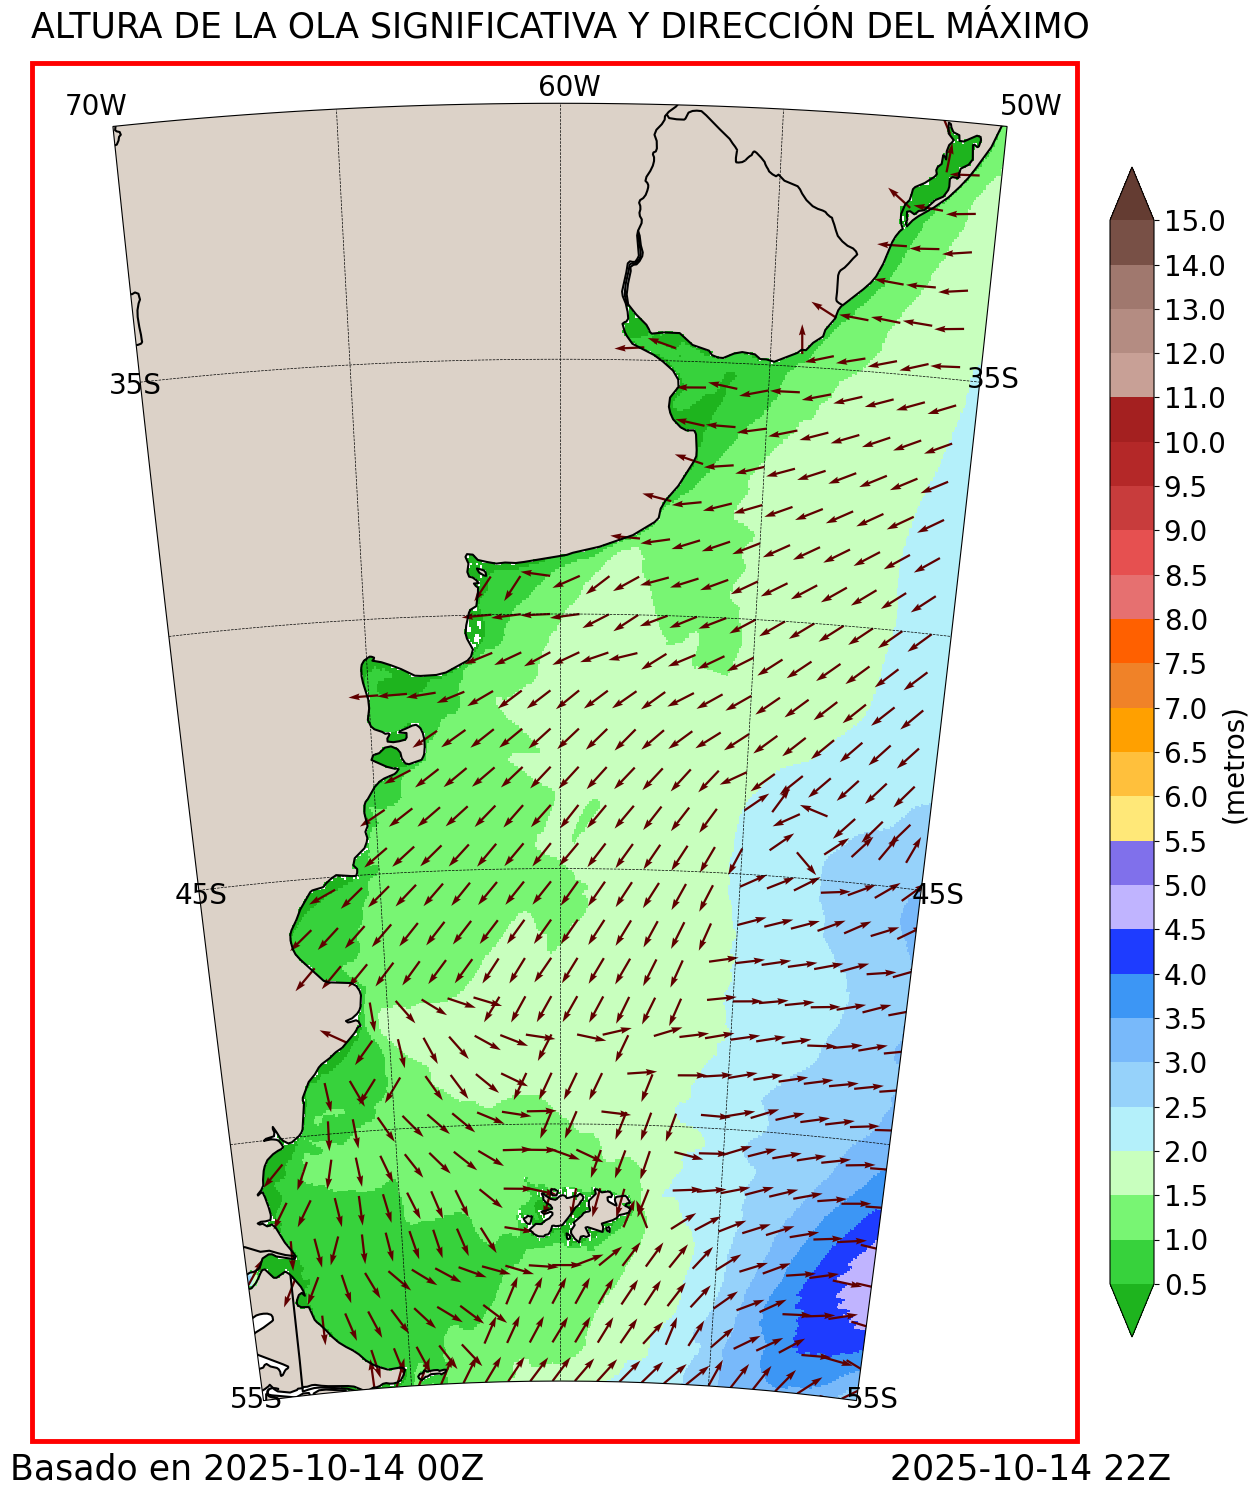 ALTURA DE LA OLA SIGNIFICATIVA Y DIRECCIÓN DEL MÁXIMO
70W
60W
50W
35S
35S
45S
45S
55S
55S
15.0
14.0
13.0
12.0
11.0
10.0
9.5
9.0
8.5
8.0
7.5
7.0
6.5
6.0
5.5
5.0
4.5
4.0
3.5
3.0
2.5
2.0
1.5
1.0
0.5
(metros)
Basado en 2025-10-14 00Z
2025-10-14 22Z